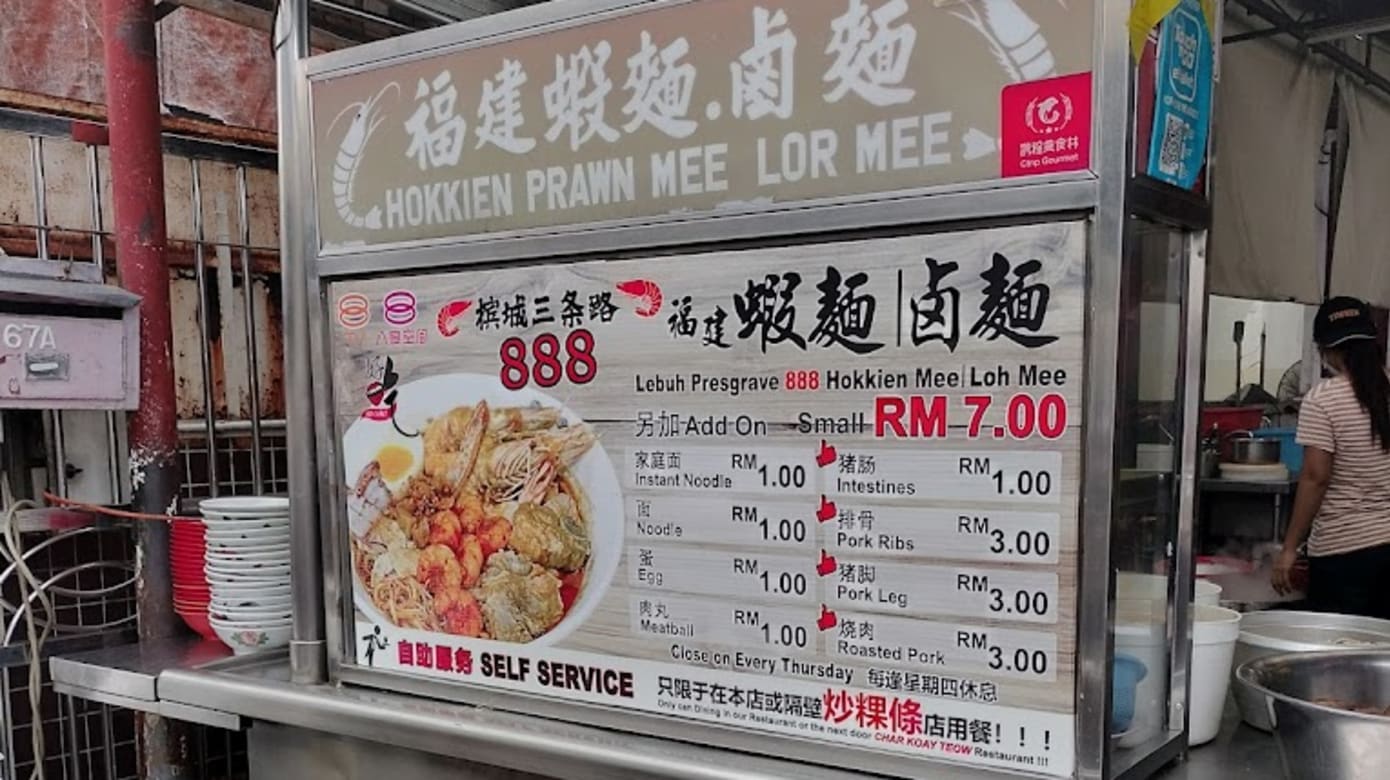 福建蝦麵.鹵麵
HOKKIEN PRAWN MEE LOR MEE
Citnp Gourmet
67A
八度空间
槟城三条路
888
福建蝦麵|卤麵
Lebuh Presgrave 888 Hokkien Mee|Loh Mee
另加 Add On Small RM 7.00
家庭面 RM 1.00
Instant Noodle
猪肠 RM 1.00
Intestines
面 RM 1.00
Noodle
排骨 RM 3.00
Pork Ribs
蛋 RM 1.00
Egg
猪脚 RM 3.00
Pork Leg
肉丸 RM 1.00
Meatball
烧肉 RM 3.00
Roasted Pork
Close on Every Thursday 每逢星期四休息
自助服务 SELF SERVICE
只限于在本店或隔壁炒粿條店用餐！！！
Only can Dining in our Restaurant or the next door CHAR KOAY TEOW Restaurant !!!